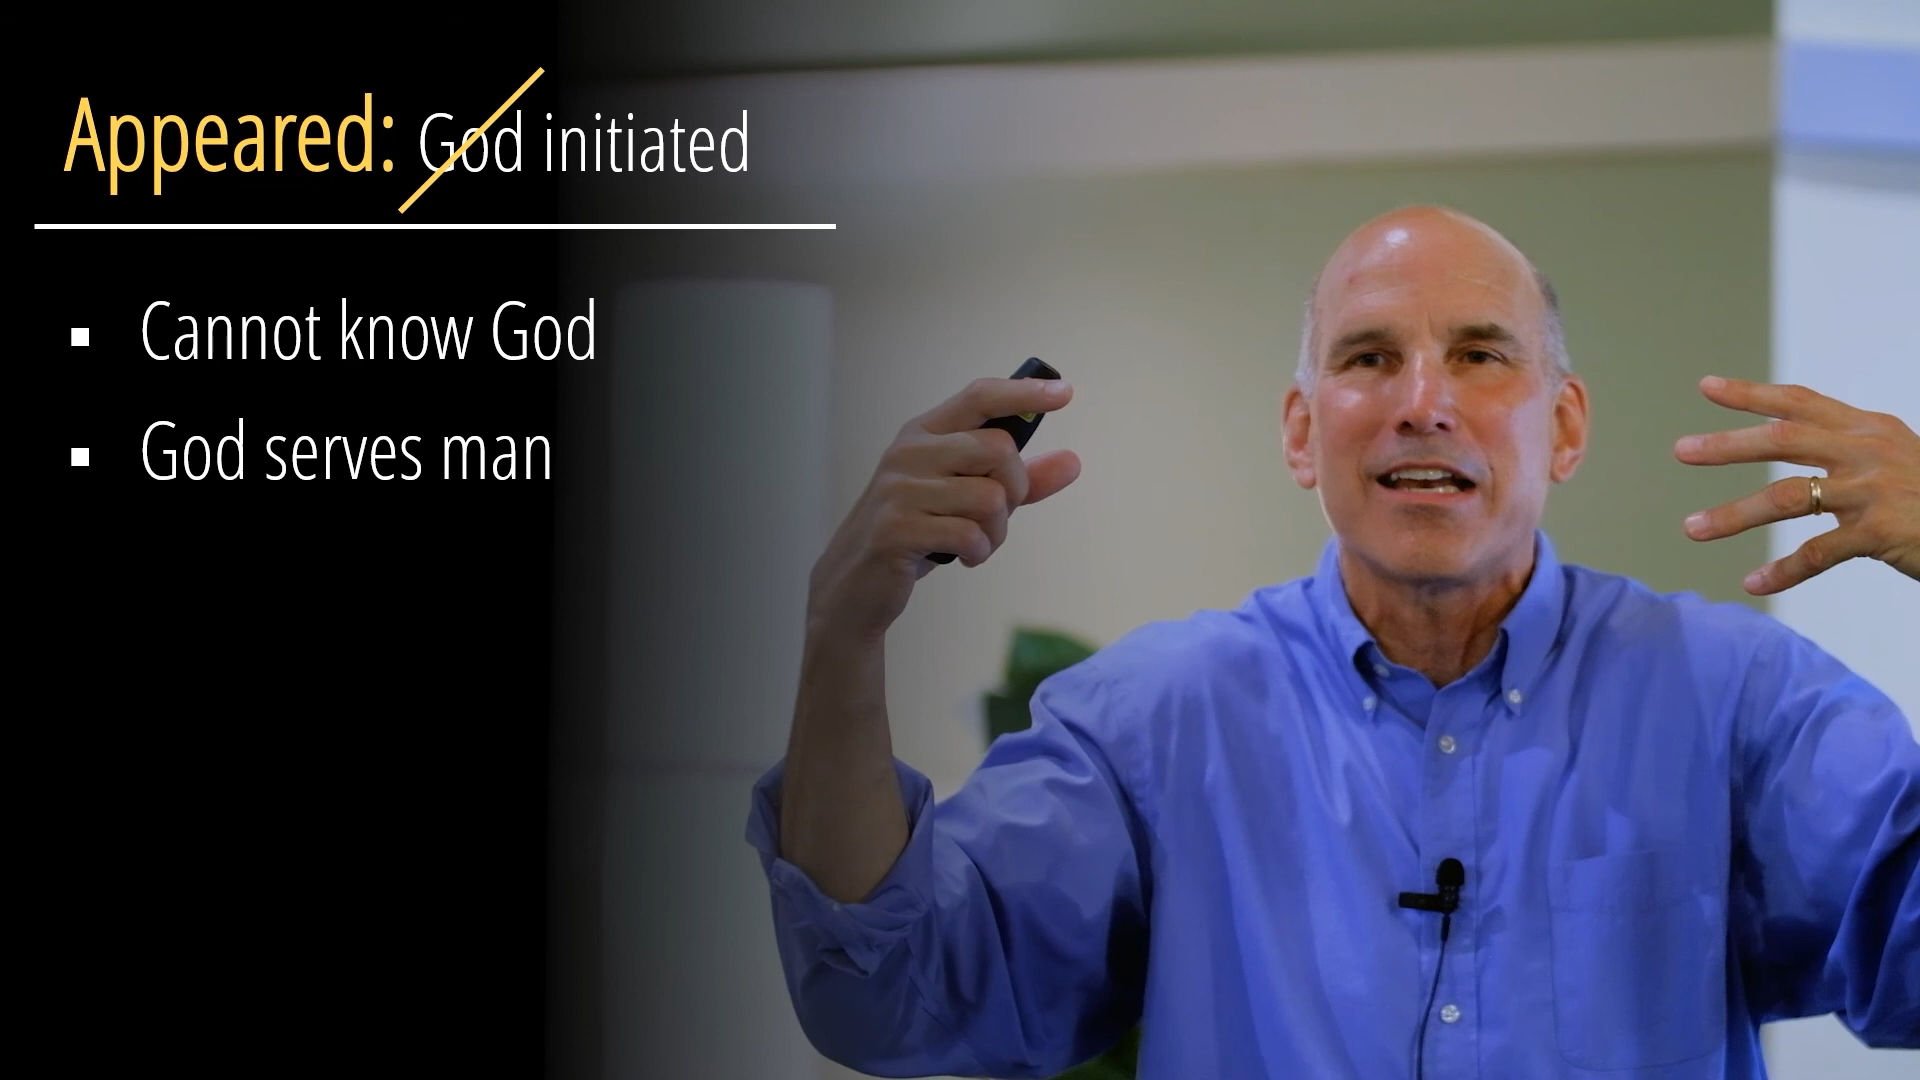 Appeared: God initiated
▪ Cannot know God
▪ God serves man